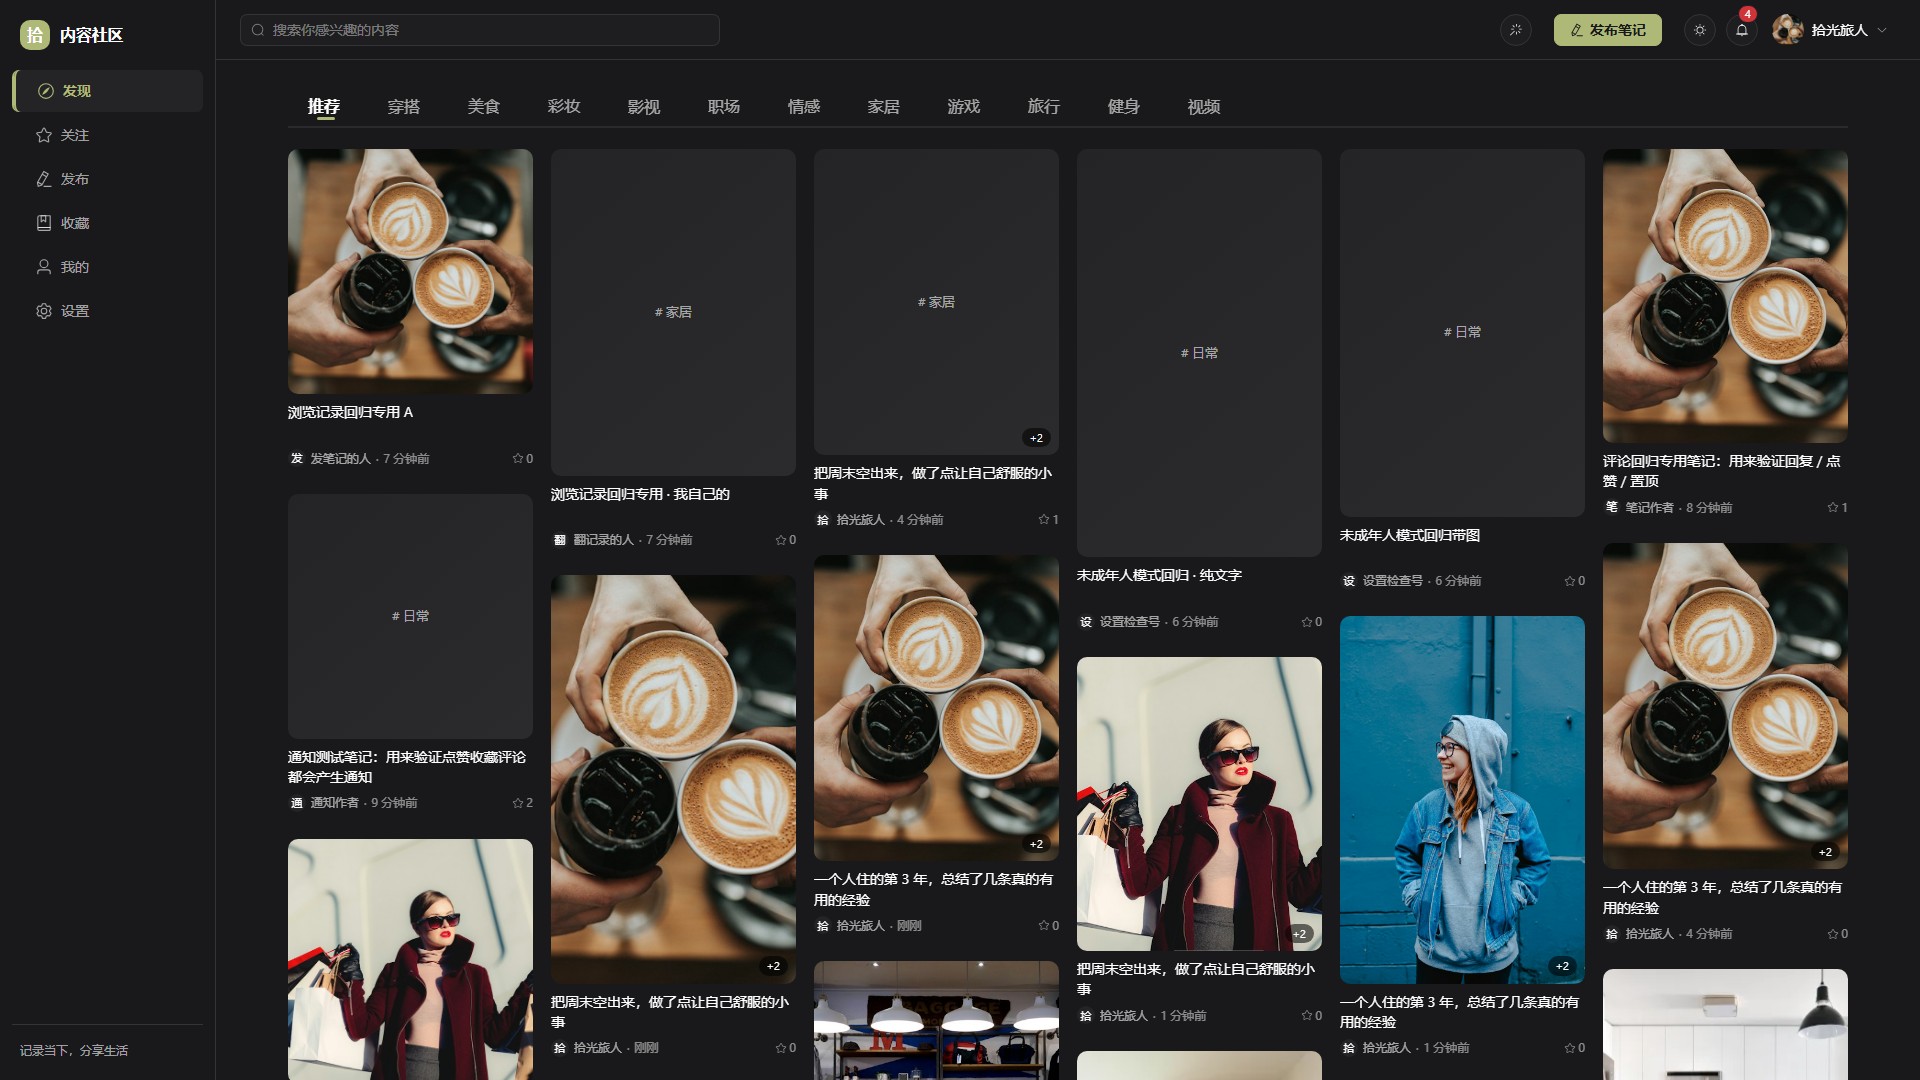 拾 内容社区
搜索你感兴趣的内容
发布笔记
4
拾光旅人
发现
关注
发布
收藏
我的
设置
记录当下，分享生活
推荐 穿搭 美食 彩妆 影视 职场 情感 家居 游戏 旅行 健身 视频
浏览记录回归专用 A
发 发笔记的人 · 7 分钟前 0
# 日常
通知测试笔记：用来验证点赞收藏评论
都会产生通知
通 通知作者 · 9 分钟前 2
# 家居
浏览记录回归专用 · 我自己的
翻 翻记录的人 · 7 分钟前 0
+2
把周末空出来，做了点让自己舒服的小
事
拾 拾光旅人 · 刚刚 0
# 家居
+2
把周末空出来，做了点让自己舒服的小
事
拾 拾光旅人 · 4 分钟前 1
+2
一个人住的第 3 年，总结了几条真的有
用的经验
拾 拾光旅人 · 刚刚 0
# 日常
未成年人模式回归 · 纯文字
设 设置检查号 · 6 分钟前 0
+2
把周末空出来，做了点让自己舒服的小
事
拾 拾光旅人 · 1 分钟前 0
# 日常
未成年人模式回归带图
设 设置检查号 · 6 分钟前 0
+2
一个人住的第 3 年，总结了几条真的有
用的经验
拾 拾光旅人 · 1 分钟前 0
评论回归专用笔记：用来验证回复 / 点
赞 / 置顶
笔 笔记作者 · 8 分钟前 1
+2
一个人住的第 3 年，总结了几条真的有
用的经验
拾 拾光旅人 · 4 分钟前 0